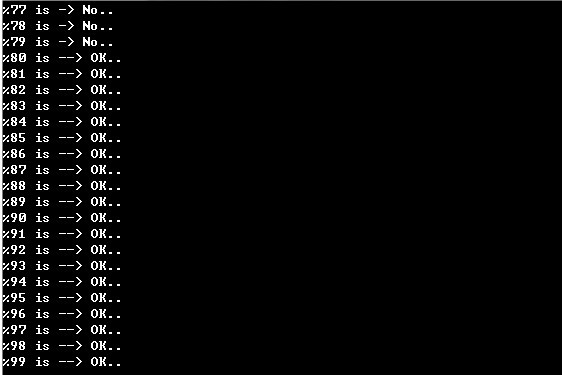 %77 is -> No..
%78 is -> No..
%79 is -> No..
%80 is --> OK..
%81 is --> OK..
%82 is --> OK..
%83 is --> OK..
%84 is --> OK..
%85 is --> OK..
%86 is --> OK..
%87 is --> OK..
%88 is --> OK..
%89 is --> OK..
%90 is --> OK..
%91 is --> OK..
%92 is --> OK..
%93 is --> OK..
%94 is --> OK..
%95 is --> OK..
%96 is --> OK..
%97 is --> OK..
%98 is --> OK..
%99 is --> OK..